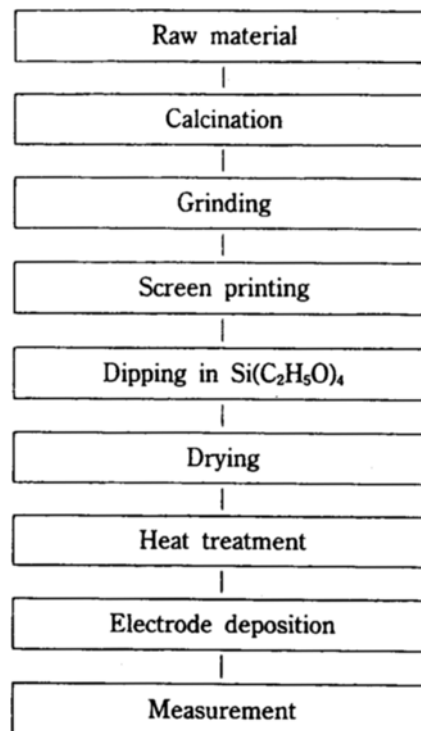 Raw material
Calcination
Grinding
Screen printing
Dipping in Si(C₂H₅O)₄
Drying
Heat treatment
Electrode deposition
Measurement